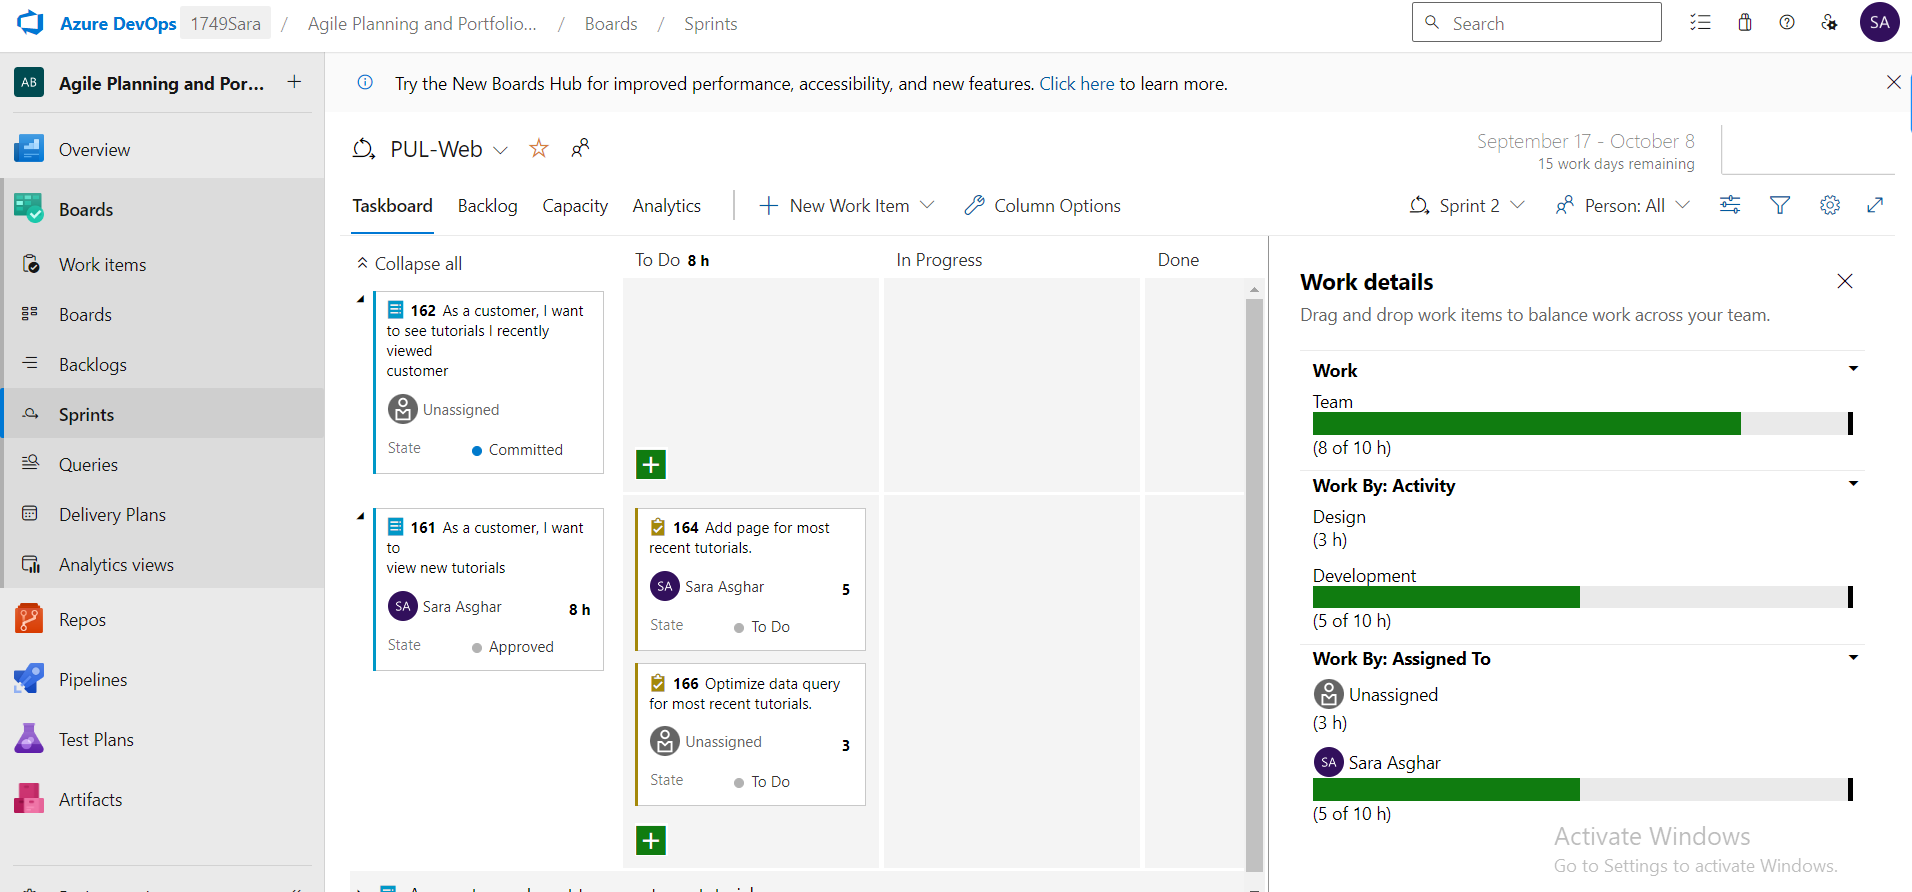 Azure DevOps 1749Sara / Agile Planning and Portfolio... / Boards / Sprints
Search
SA
AB Agile Planning and Por... +
Overview
Boards
Work items
Boards
Backlogs
Sprints
Queries
Delivery Plans
Analytics views
Repos
Pipelines
Test Plans
Artifacts
Try the New Boards Hub for improved performance, accessibility, and new features. Click here to learn more.
PUL-Web
September 17 - October 8
15 work days remaining
Taskboard Backlog Capacity Analytics
New Work Item
Column Options
Sprint 2
Person: All
Collapse all
To Do 8 h
In Progress
Done
162 As a customer, I want
to see tutorials I recently
viewed
customer
Unassigned
State Committed
161 As a customer, I want
to
view new tutorials
SA Sara Asghar 8 h
State Approved
164 Add page for most
recent tutorials.
SA Sara Asghar 5
State To Do
166 Optimize data query
for most recent tutorials.
Unassigned 3
State To Do
Work details
Drag and drop work items to balance work across your team.
Work
Team
(8 of 10 h)
Work By: Activity
Design
(3 h)
Development
(5 of 10 h)
Work By: Assigned To
Unassigned
(3 h)
SA Sara Asghar
(5 of 10 h)
Activate Windows
Go to Settings to activate Windows.